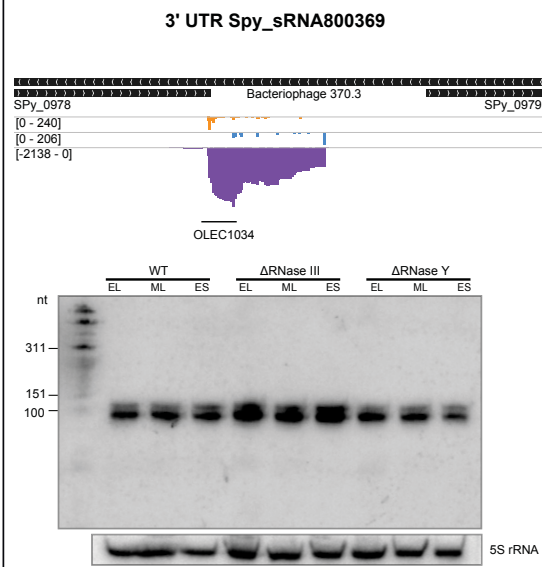 3' UTR Spy_sRNA800369
Bacteriophage 370.3
SPy_0978 SPy_0979
[0 - 240]
[0 - 206]
[-2138 - 0]
OLEC1034
WT ΔRNase III ΔRNase Y
nt EL ML ES EL ML ES EL ML ES
311
151
100
5S rRNA